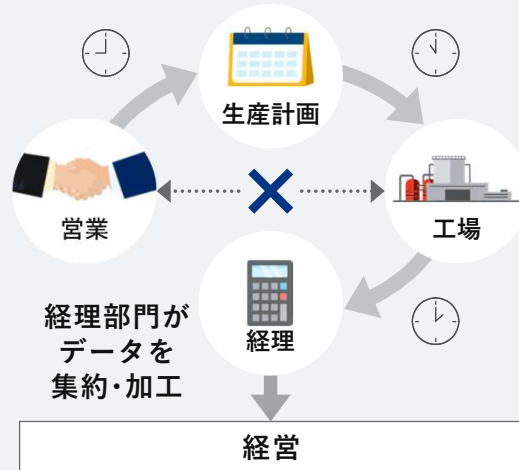 生産計画
営業
工場
経理
経理部門が
データを
集約・加工
経営